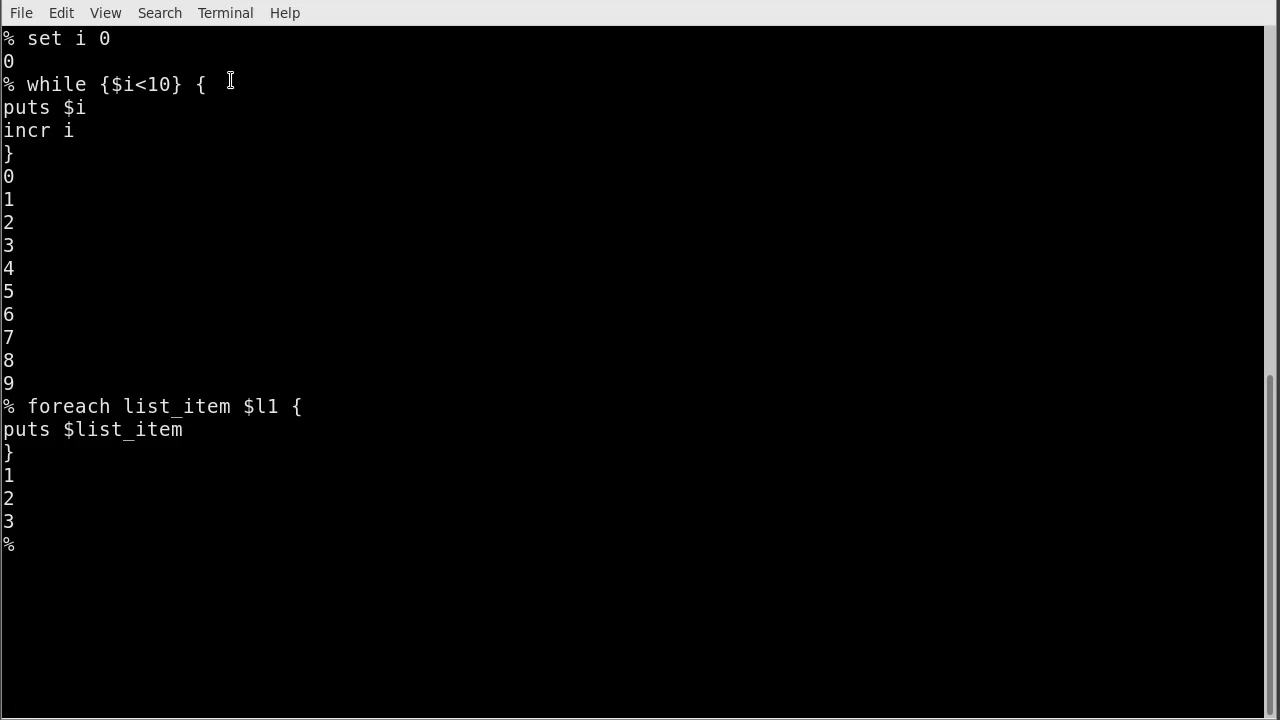 File Edit View Search Terminal Help
% set i 0
0
% while {$i<10} {
puts $i
incr i
}
0
1
2
3
4
5
6
7
8
9
% foreach list_item $l1 {
puts $list_item
}
1
2
3
%